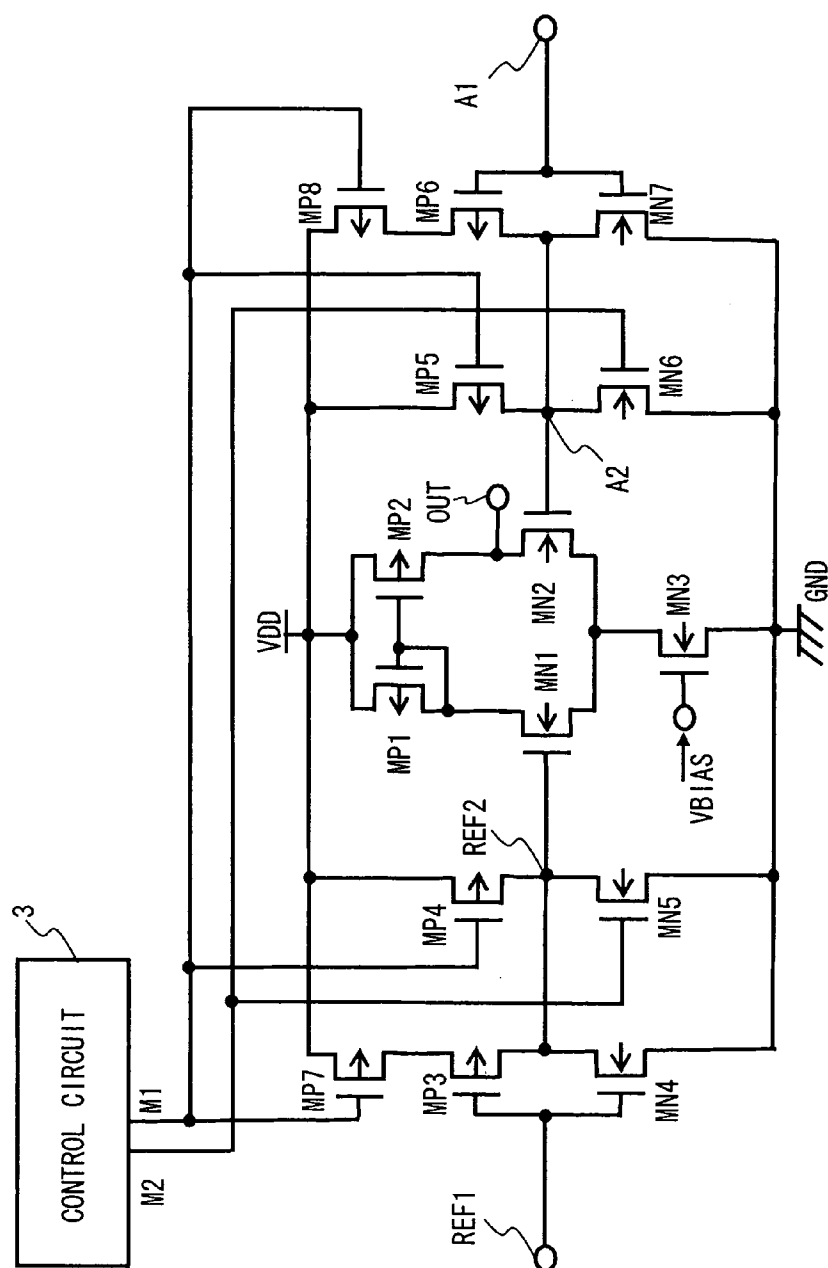 CONTROL CIRCUIT
3
M1
M2
VDD
MP7
MP8
MP1
MP2
OUT
MP3
MP4
MP5
MP6
REF1
REF2
A1
A2
MN1
MN2
MN4
MN5
MN6
MN7
VBIAS
MN3
GND